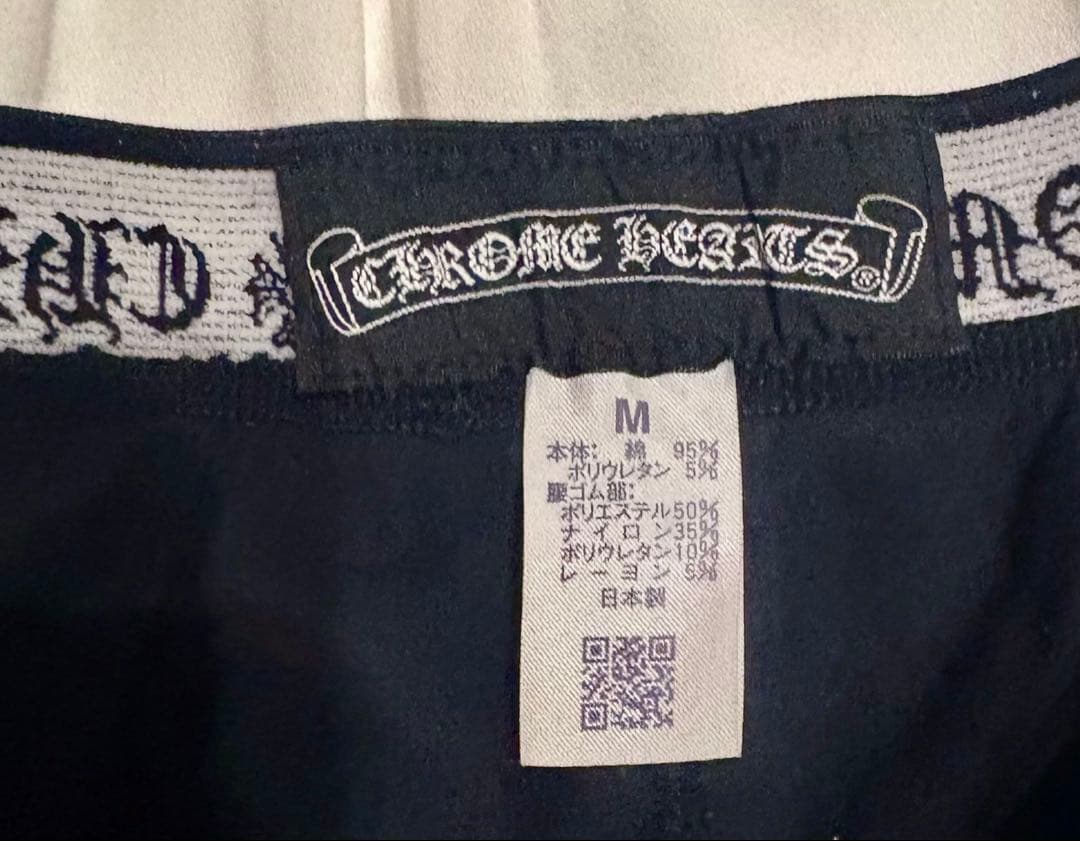 CHROME HEARTS®
M
本体: 綿 95%
ポリウレタン 5%
腰ゴム部:
ポリエステル50%
ナイロン35%
ポリウレタン10%
レーヨン 5%
日本製